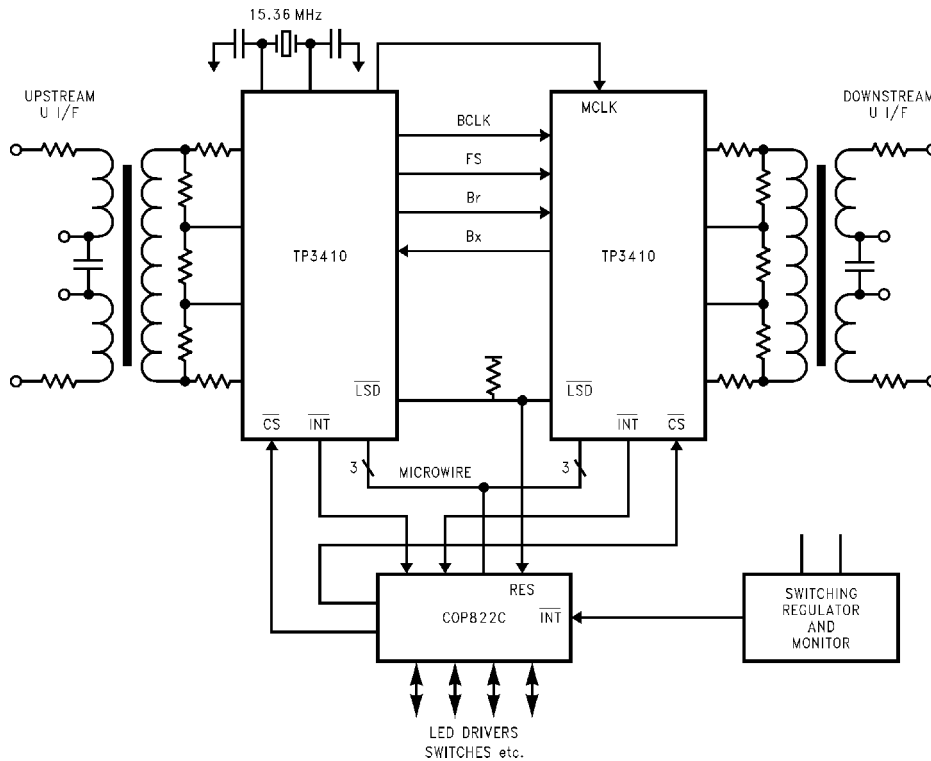 15.36 MHz
UPSTREAM
U I/F
DOWNSTREAM
U I/F
MCLK
BCLK
FS
Br
Bx
TP3410
TP3410
LSD
LSD
CS
INT
INT
CS
3
MICROWIRE
3
RES
COP822C
INT
SWITCHING
REGULATOR
AND
MONITOR
LED DRIVERS
SWITCHES etc.